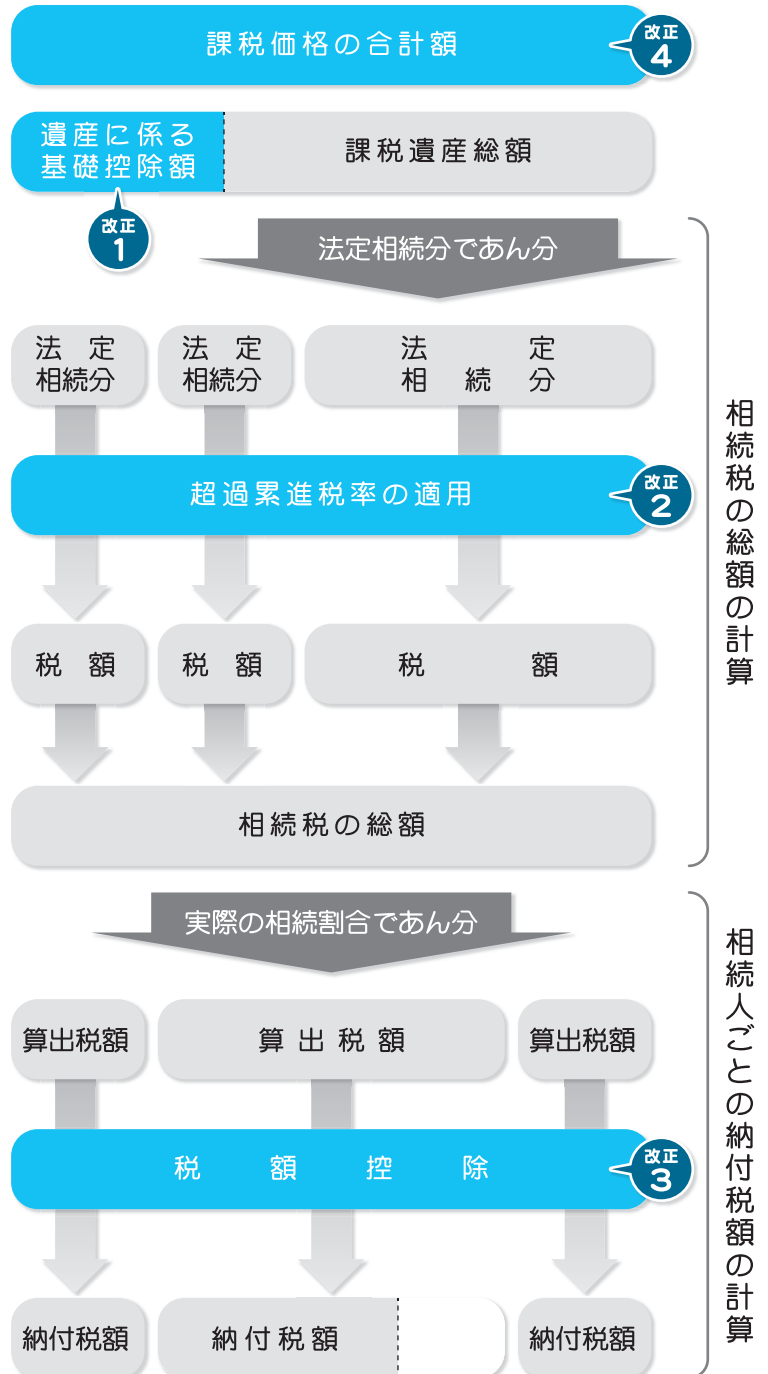 課税価格の合計額
改正
4
遺産に係る
基礎控除額
課税遺産総額
改正
1
法定相続分であん分
法定
相続分
法定
相続分
法定
相続分
超過累進税率の適用
改正
2
税額
税額
税額
相続税の総額
相続税の総額の計算
実際の相続割合であん分
算出税額
算出税額
算出税額
税額控除
改正
3
納付税額
納付税額
納付税額
相続人ごとの納付税額の計算